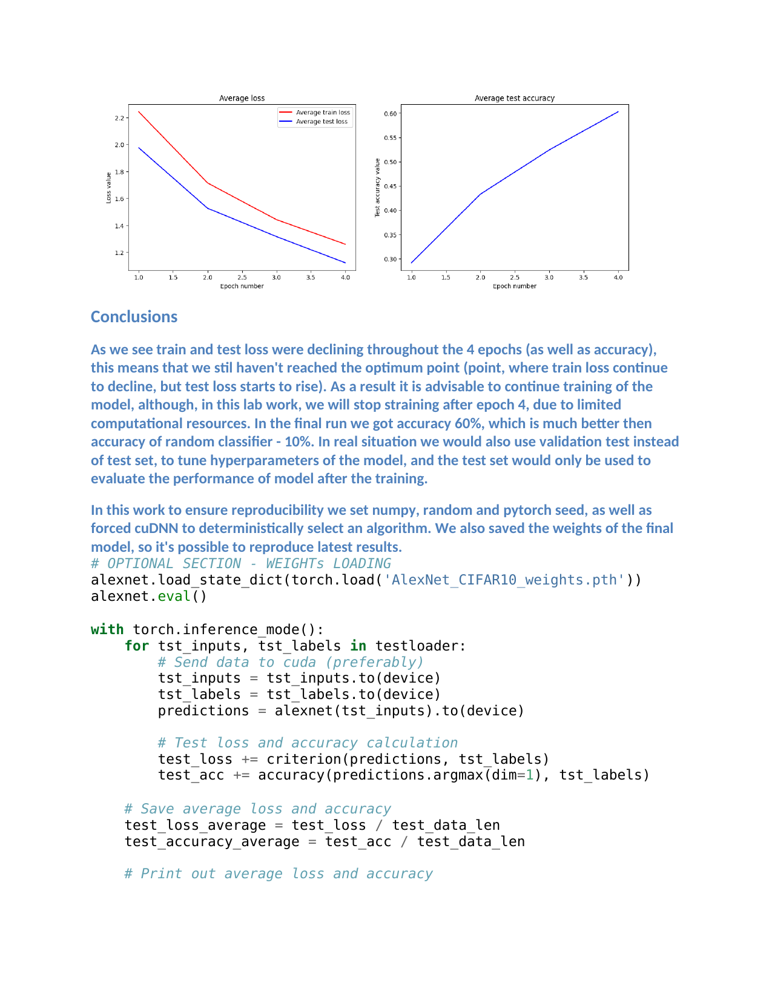 Average loss
Average train loss
Average test loss
2.2
2.0
1.8
1.6
1.4
1.2
Loss value
1.0 1.5 2.0 2.5 3.0 3.5 4.0
Epoch number
Average test accuracy
0.60
0.55
0.50
0.45
0.40
0.35
0.30
Test accuracy value
1.0 1.5 2.0 2.5 3.0 3.5 4.0
Epoch number
Conclusions
As we see train and test loss were declining throughout the 4 epochs (as well as accuracy),
this means that we stil haven't reached the optimum point (point, where train loss continue
to decline, but test loss starts to rise). As a result it is advisable to continue training of the
model, although, in this lab work, we will stop straining after epoch 4, due to limited
computational resources. In the final run we got accuracy 60%, which is much better then
accuracy of random classifier - 10%. In real situation we would also use validation test instead
of test set, to tune hyperparameters of the model, and the test set would only be used to
evaluate the performance of model after the training.
In this work to ensure reproducibility we set numpy, random and pytorch seed, as well as
forced cuDNN to deterministically select an algorithm. We also saved the weights of the final
model, so it's possible to reproduce latest results.
# OPTIONAL SECTION - WEIGHTs LOADING
alexnet.load_state_dict(torch.load('AlexNet_CIFAR10_weights.pth'))
alexnet.eval()
with torch.inference_mode():
    for tst_inputs, tst_labels in testloader:
        # Send data to cuda (preferably)
        tst_inputs = tst_inputs.to(device)
        tst_labels = tst_labels.to(device)
        predictions = alexnet(tst_inputs).to(device)
        # Test loss and accuracy calculation
        test_loss += criterion(predictions, tst_labels)
        test_acc += accuracy(predictions.argmax(dim=1), tst_labels)
    # Save average loss and accuracy
    test_loss_average = test_loss / test_data_len
    test_accuracy_average = test_acc / test_data_len
    # Print out average loss and accuracy